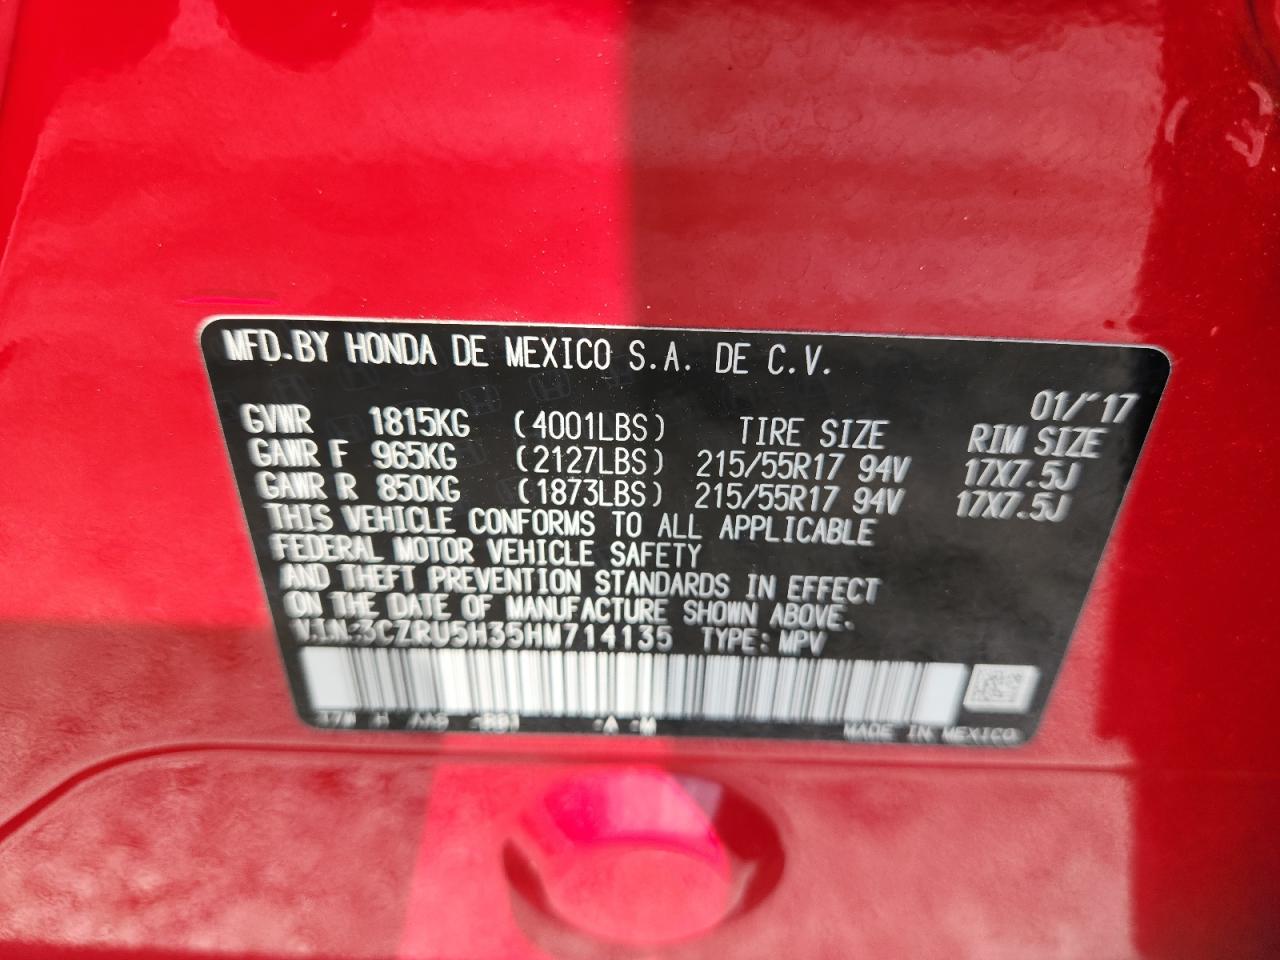 MFD.BY HONDA DE MEXICO S.A. DE C.V.
01/'17
GVWR 1815KG (4001LBS) TIRE SIZE RIM SIZE
GAWR F 965KG (2127LBS) 215/55R17 94V 17X7.5J
GAWR R 850KG (1873LBS) 215/55R17 94V 17X7.5J
THIS VEHICLE CONFORMS TO ALL APPLICABLE
FEDERAL MOTOR VEHICLE SAFETY
AND THEFT PREVENTION STANDARDS IN EFFECT
ON THE DATE OF MANUFACTURE SHOWN ABOVE.
V.I.N.:3CZRU5H35HM714135 TYPE: MPV
-A -M MADE IN MEXICO